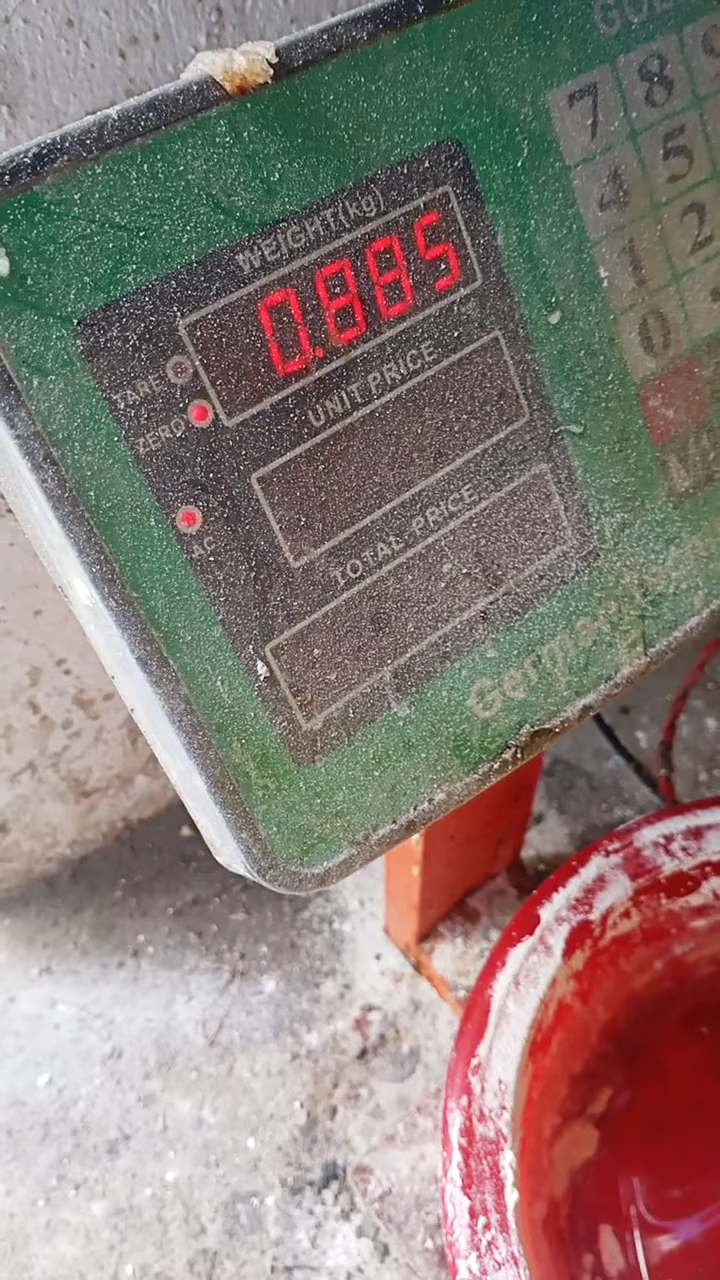 WEIGHT(kg)
0.885
TARE
ZERO
UNIT PRICE
AC
TOTAL PRICE
7 8
4 5
1 2
0